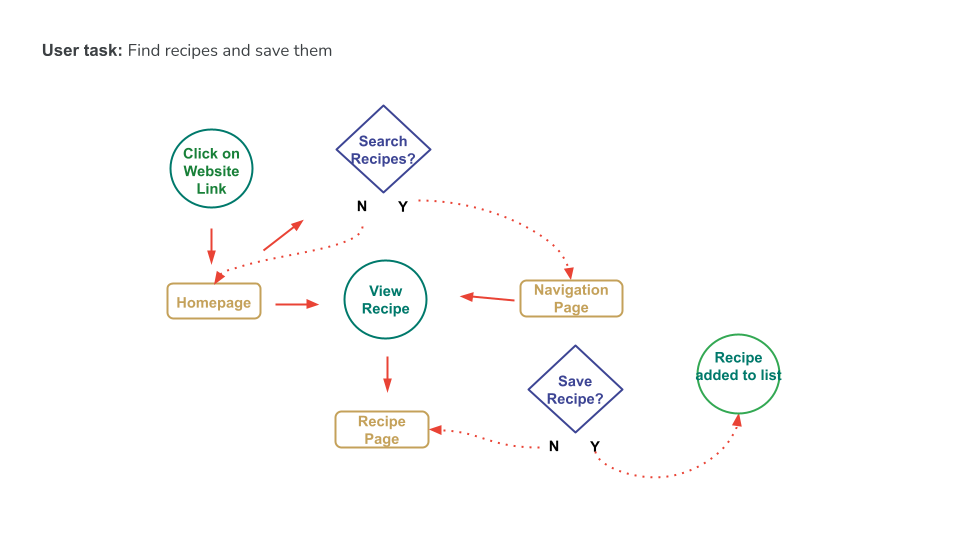 User task: Find recipes and save them
Click on
Website
Link
Search
Recipes?
N
Y
Homepage
View
Recipe
Navigation
Page
Save
Recipe?
Recipe
added to list
Recipe
Page
N
Y